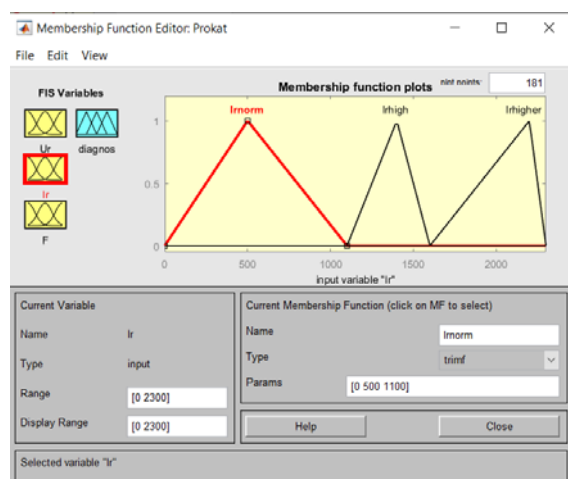 Membership Function Editor: Prokat
File Edit View
FIS Variables
Membership function plots
181
Ur
diagnos
Ir
F
Irnorm
Irhigh
Irhigher
1
0.5
0
0
500
1000
1500
2000
input variable "Ir"
Current Variable
Name Ir
Type input
Range [0 2300]
Display Range [0 2300]
Current Membership Function (click on MF to select)
Name Irnorm
Type trimf
Params [0 500 1100]
Help
Close
Selected variable "Ir"